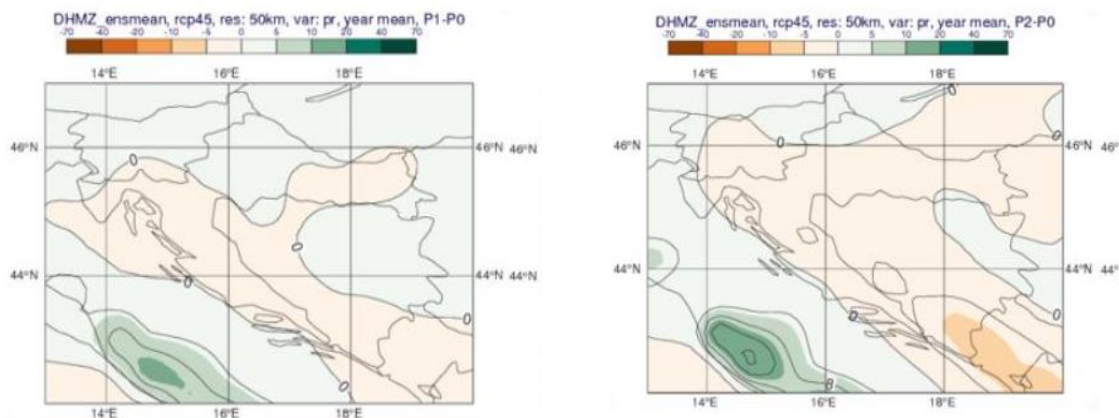 DHMZ_ensmean, rcp45, res: 50km, var: pr, year mean, P1-P0
-70 -40 -20 -10 -5 0 5 10 20 40 70
14°E 16°E 18°E
46°N 46°N
44°N 44°N
0 0 0 0 0
14°E 16°E 18°E
DHMZ_ensmean, rcp45, res: 50km, var: pr, year mean, P2-P0
-70 -40 -20 -10 -5 0 5 10 20 40 70
14°E 16°E 18°E
46°N 46°N
44°N 44°N
0 0 0 0 0 8
14°E 16°E 18°E